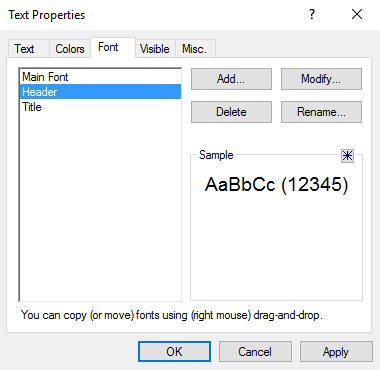 Text Properties
Text Colors Font Visible Misc.
Main Font
Header
Title
Add... Modify...
Delete Rename...
Sample
AaBbCc (12345)
You can copy (or move) fonts using (right mouse) drag-and-drop.
OK Cancel Apply